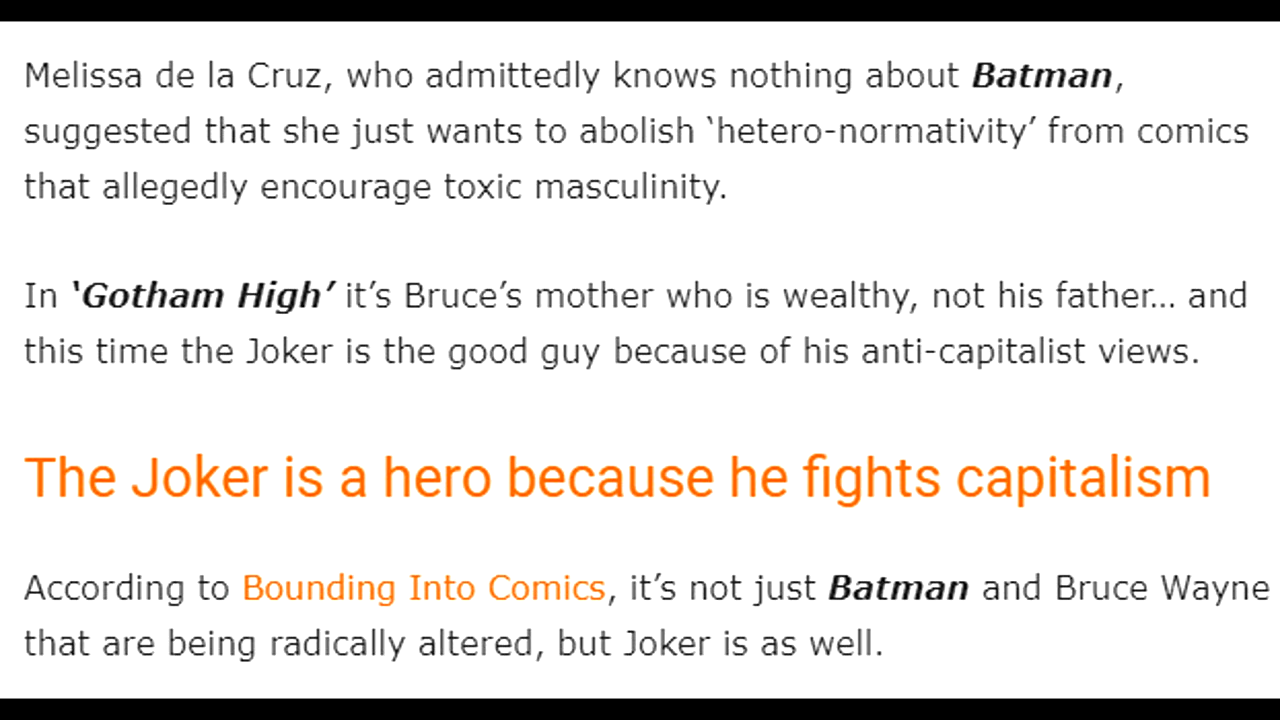 Melissa de la Cruz, who admittedly knows nothing about Batman,
suggested that she just wants to abolish ‘hetero-normativity’ from comics
that allegedly encourage toxic masculinity.
In ‘Gotham High’ it’s Bruce’s mother who is wealthy, not his father… and
this time the Joker is the good guy because of his anti-capitalist views.
The Joker is a hero because he fights capitalism
According to Bounding Into Comics, it’s not just Batman and Bruce Wayne
that are being radically altered, but Joker is as well.